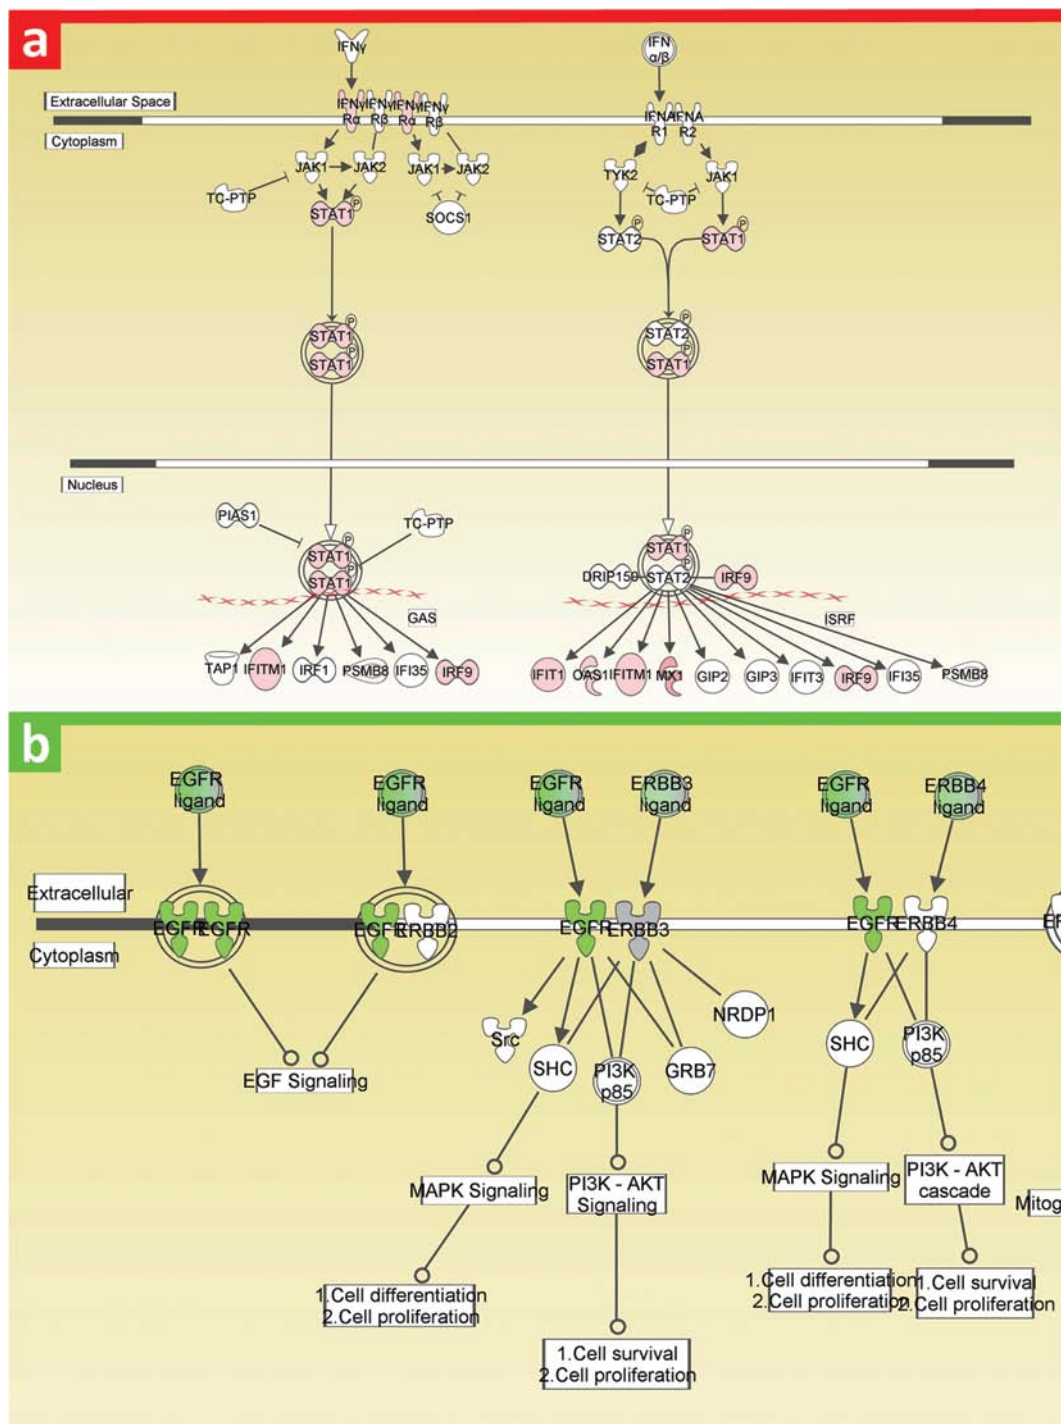 a
IFNγ
IFN
α/β
Extracellular Space
IFNγ
Rα
IFNγ
Rβ
IFNγ
Rα
IFNγ
Rβ
IFNA
R1
IFNA
R2
Cytoplasm
JAK1
JAK2
JAK1
JAK2
TYK2
JAK1
TC-PTP
TC-PTP
STAT1
P
SOCS1
STAT2
P
STAT1
P
STAT1
P
STAT1
P
STAT2
P
STAT1
P
Nucleus
PIAS1
TC-PTP
STAT1
P
STAT1
P
STAT1
P
DRIP150
STAT2
P
IRF9
GAS
ISRF
TAP1
IFITM1
IRF1
PSMB8
IFI35
IRF9
IFIT1
OAS1
IFITM1
MX1
GIP2
GIP3
IFIT3
IRF9
IFI35
PSMB8
b
EGFR
ligand
EGFR
ligand
EGFR
ligand
ERBB3
ligand
EGFR
ligand
ERBB4
ligand
Extracellular
EGFR
EGFR
EGFR
ERBB2
EGFR
ERBB3
EGFR
ERBB4
Cytoplasm
NRDP1
Src
SHC
PI3K
p85
GRB7
SHC
PI3K
p85
EGF Signaling
MAPK Signaling
PI3K - AKT
Signaling
MAPK Signaling
PI3K - AKT
cascade
Mitog
1.Cell differentiation
2.Cell proliferation
1.Cell survival
2.Cell proliferation
1.Cell differentiation
2.Cell proliferation
1.Cell survival
2.Cell proliferation